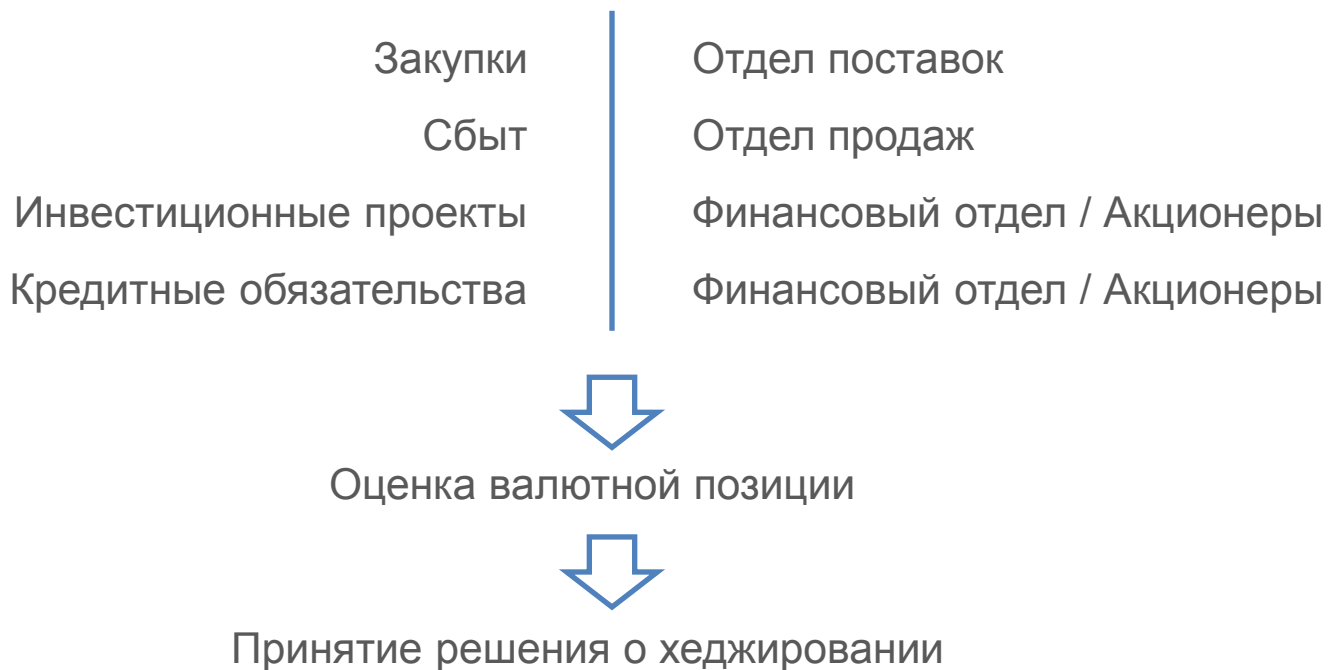 Закупки Отдел поставок
Сбыт Отдел продаж
Инвестиционные проекты Финансовый отдел / Акционеры
Кредитные обязательства Финансовый отдел / Акционеры
Оценка валютной позиции
Принятие решения о хеджировании